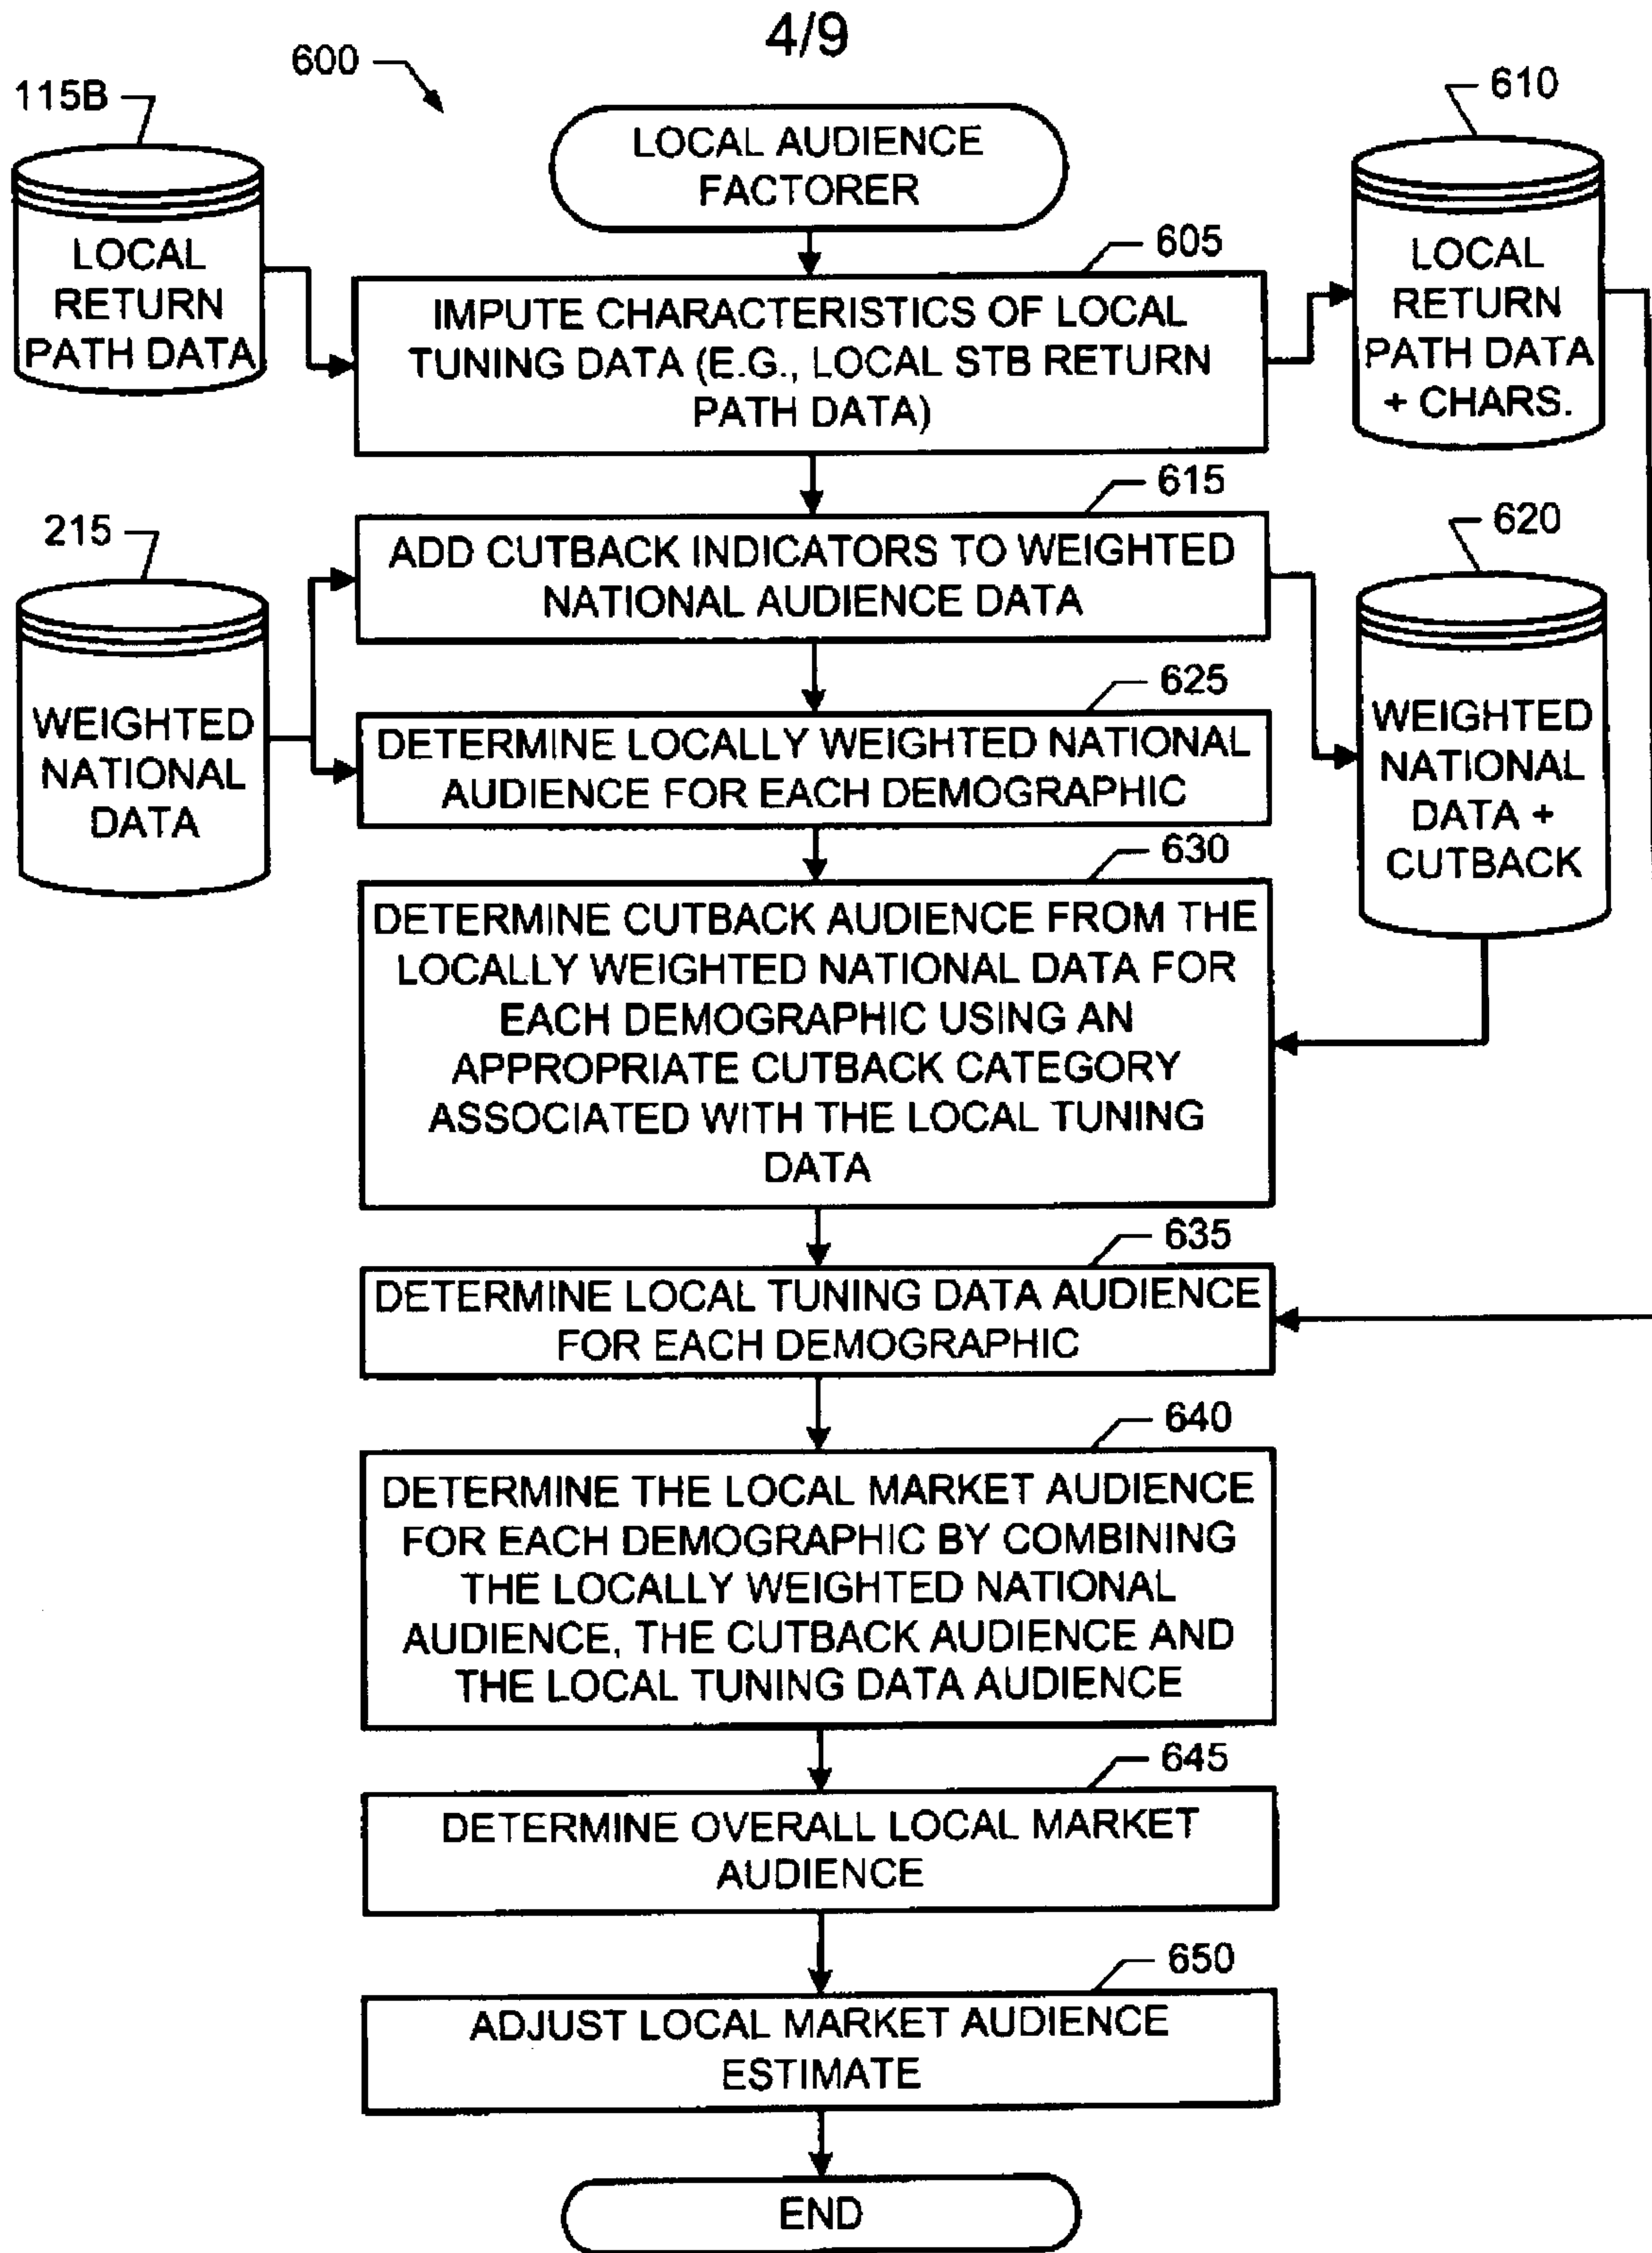 4/9
600
115B
610
LOCAL AUDIENCE
FACTORER
LOCAL
RETURN
PATH DATA
605
IMPUTE CHARACTERISTICS OF LOCAL
TUNING DATA (E.G., LOCAL STB RETURN
PATH DATA)
LOCAL
RETURN
PATH DATA
+ CHARS.
215
615
ADD CUTBACK INDICATORS TO WEIGHTED
NATIONAL AUDIENCE DATA
620
WEIGHTED
NATIONAL
DATA
625
DETERMINE LOCALLY WEIGHTED NATIONAL
AUDIENCE FOR EACH DEMOGRAPHIC
WEIGHTED
NATIONAL
DATA +
CUTBACK
630
DETERMINE CUTBACK AUDIENCE FROM THE
LOCALLY WEIGHTED NATIONAL DATA FOR
EACH DEMOGRAPHIC USING AN
APPROPRIATE CUTBACK CATEGORY
ASSOCIATED WITH THE LOCAL TUNING
DATA
635
DETERMINE LOCAL TUNING DATA AUDIENCE
FOR EACH DEMOGRAPHIC
640
DETERMINE THE LOCAL MARKET AUDIENCE
FOR EACH DEMOGRAPHIC BY COMBINING
THE LOCALLY WEIGHTED NATIONAL
AUDIENCE, THE CUTBACK AUDIENCE AND
THE LOCAL TUNING DATA AUDIENCE
645
DETERMINE OVERALL LOCAL MARKET
AUDIENCE
650
ADJUST LOCAL MARKET AUDIENCE
ESTIMATE
END